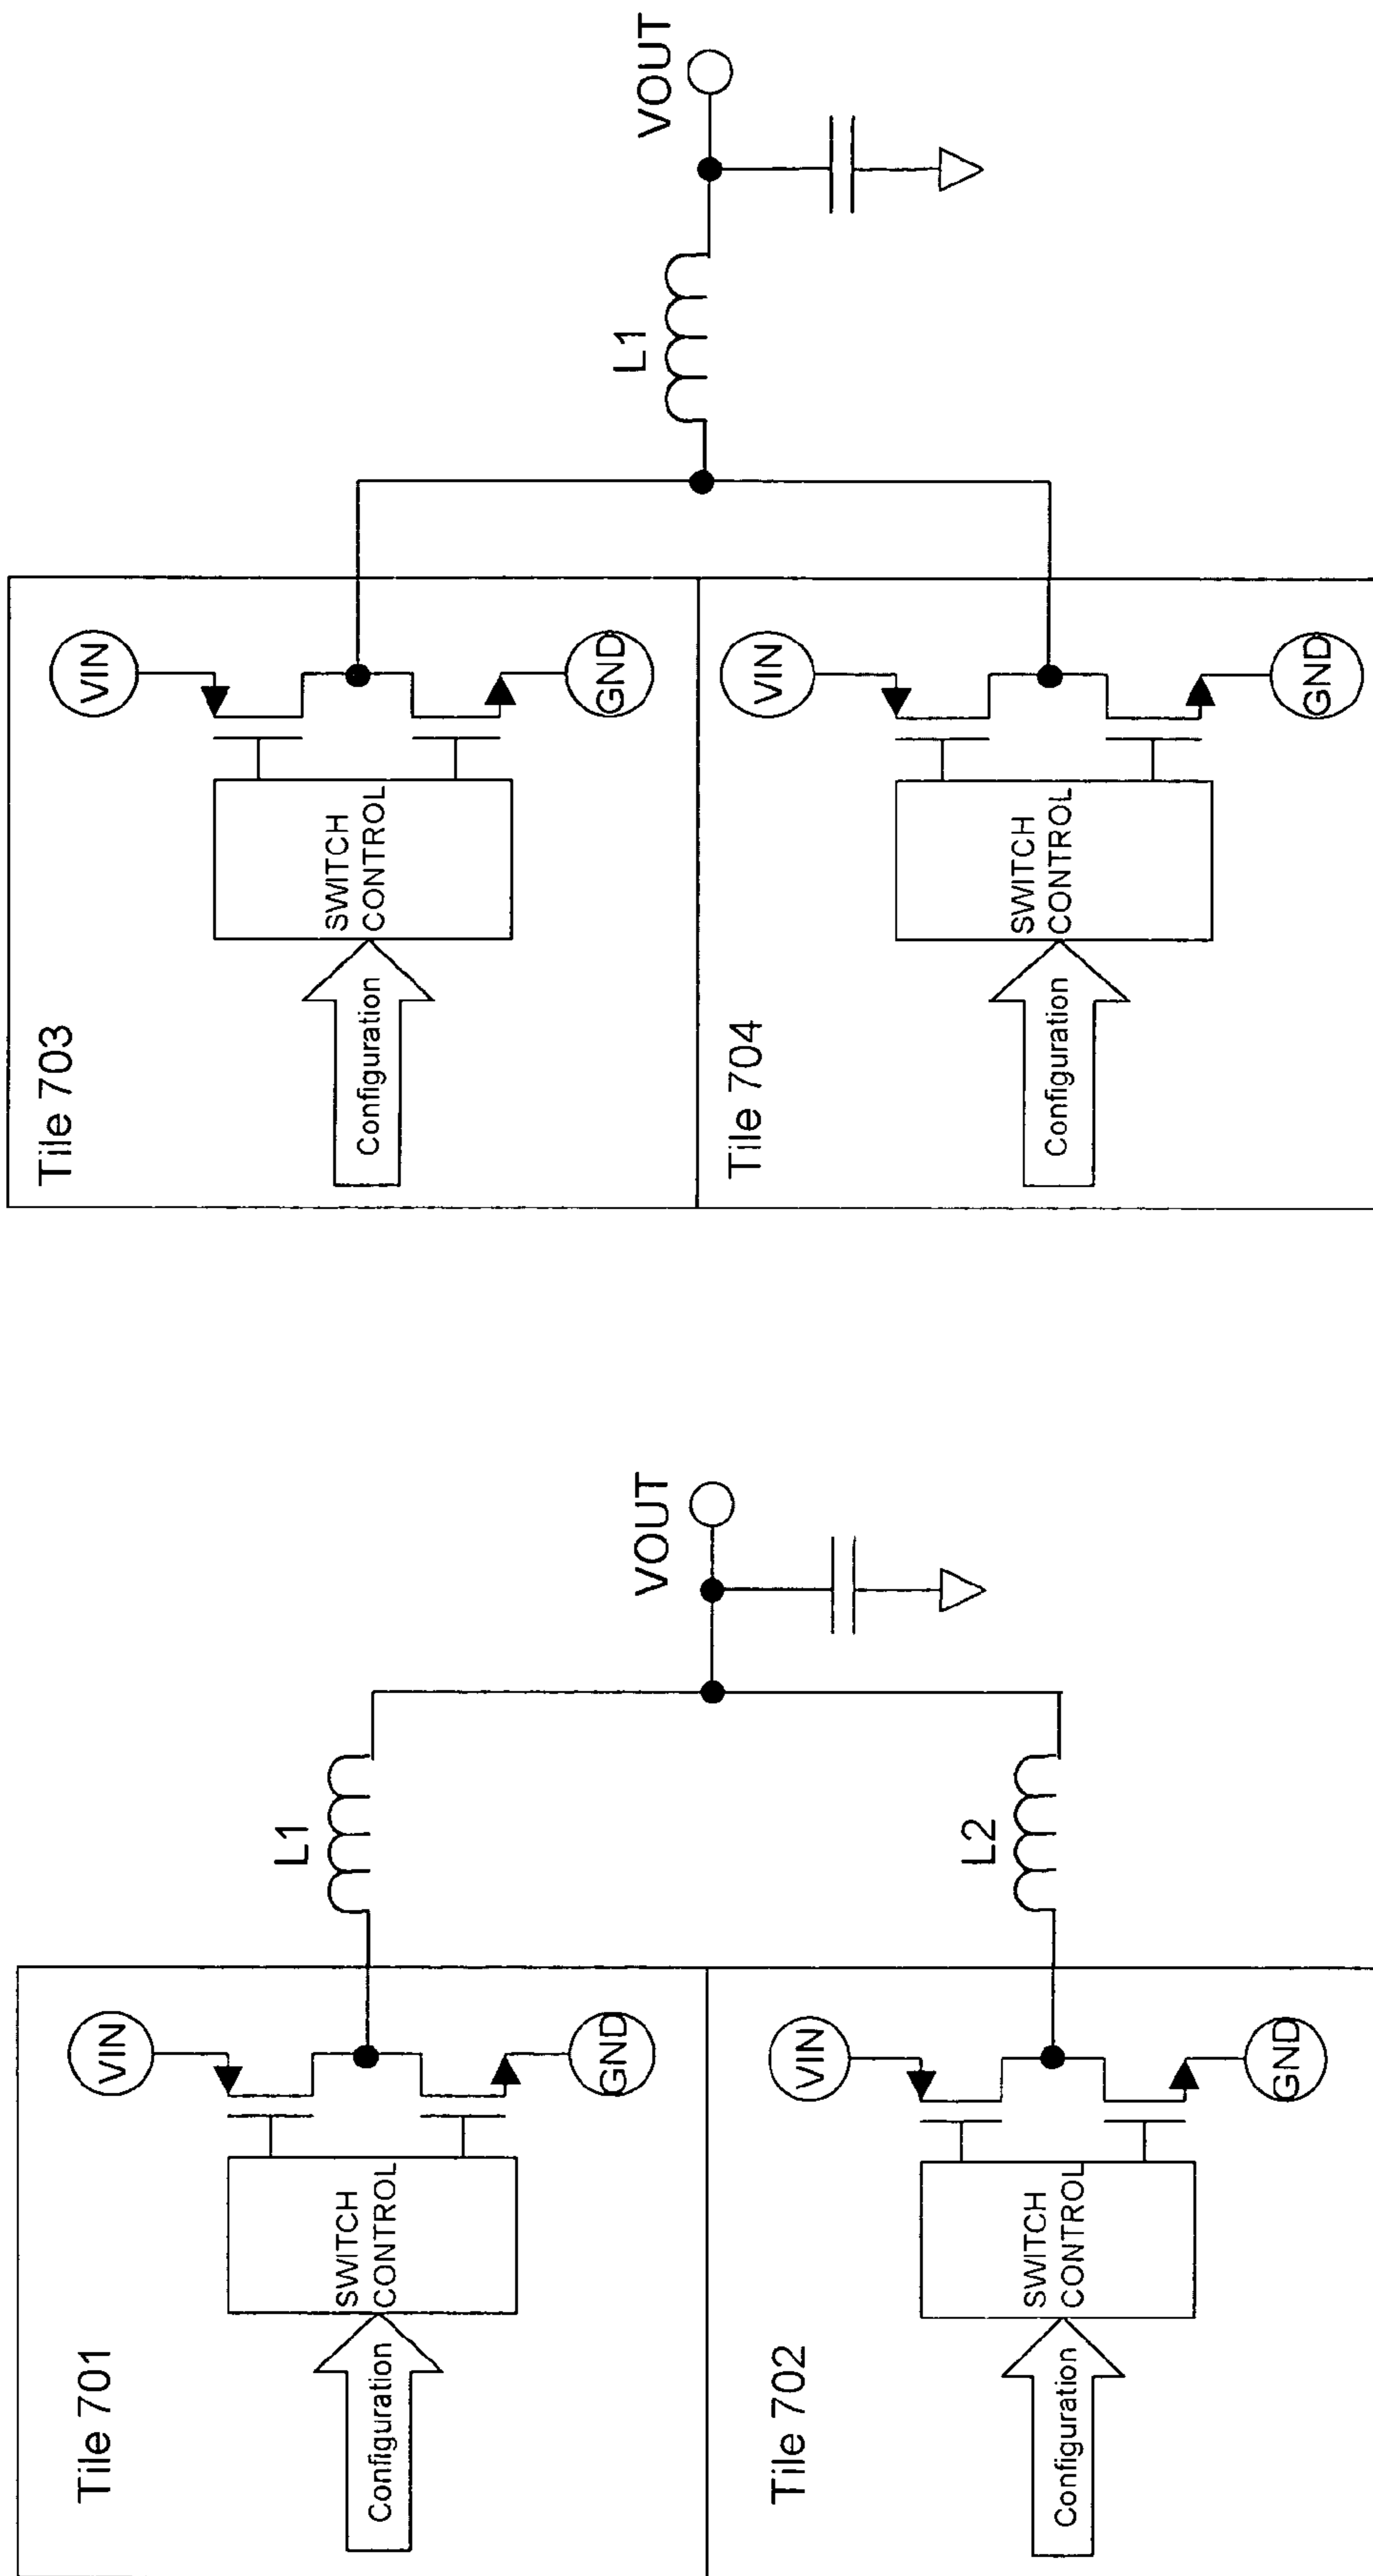 Tile 701
VIN
L1
SWITCH
CONTROL
Configuration
GND
VOUT
Tile 702
VIN
L2
SWITCH
CONTROL
Configuration
GND
Tile 703
VIN
SWITCH
CONTROL
Configuration
GND
L1
VOUT
Tile 704
VIN
SWITCH
CONTROL
Configuration
GND